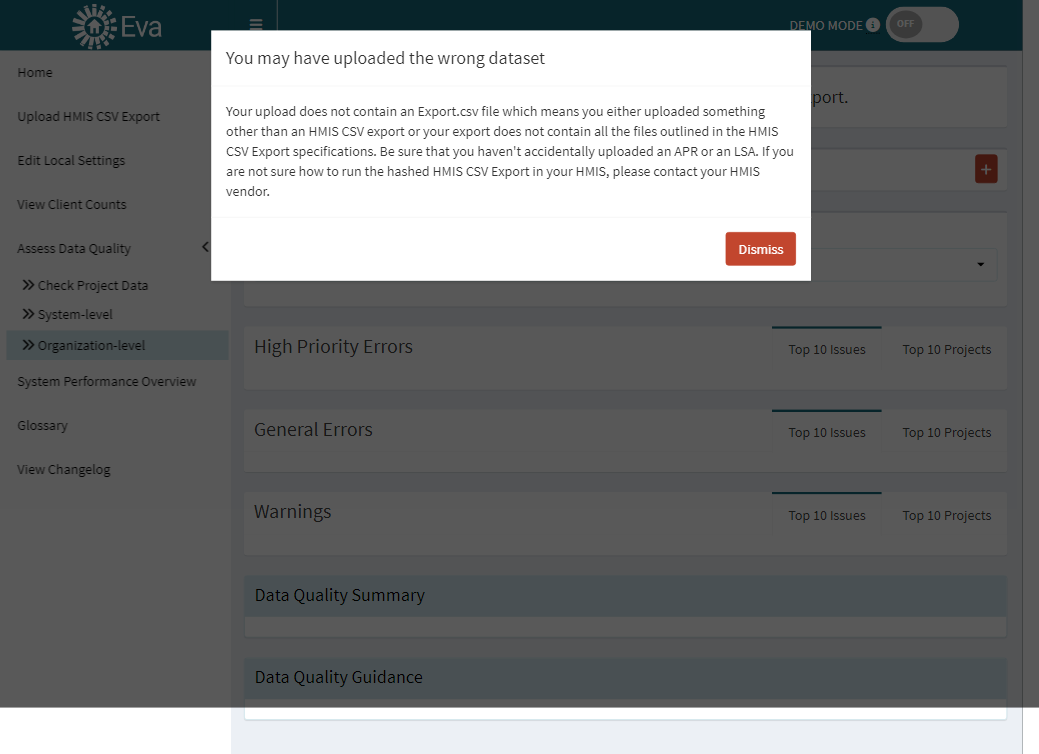 Eva
DEMO MODE
OFF
You may have uploaded the wrong dataset
Your upload does not contain an Export.csv file which means you either uploaded something
other than an HMIS CSV export or your export does not contain all the files outlined in the HMIS
CSV Export specifications. Be sure that you haven't accidentally uploaded an APR or an LSA. If you
are not sure how to run the hashed HMIS CSV Export in your HMIS, please contact your HMIS
vendor.
Dismiss
Home
Upload HMIS CSV Export
Edit Local Settings
View Client Counts
Assess Data Quality
Check Project Data
System-level
Organization-level
System Performance Overview
Glossary
View Changelog
port.
High Priority Errors
Top 10 Issues Top 10 Projects
General Errors
Top 10 Issues Top 10 Projects
Warnings
Top 10 Issues Top 10 Projects
Data Quality Summary
Data Quality Guidance